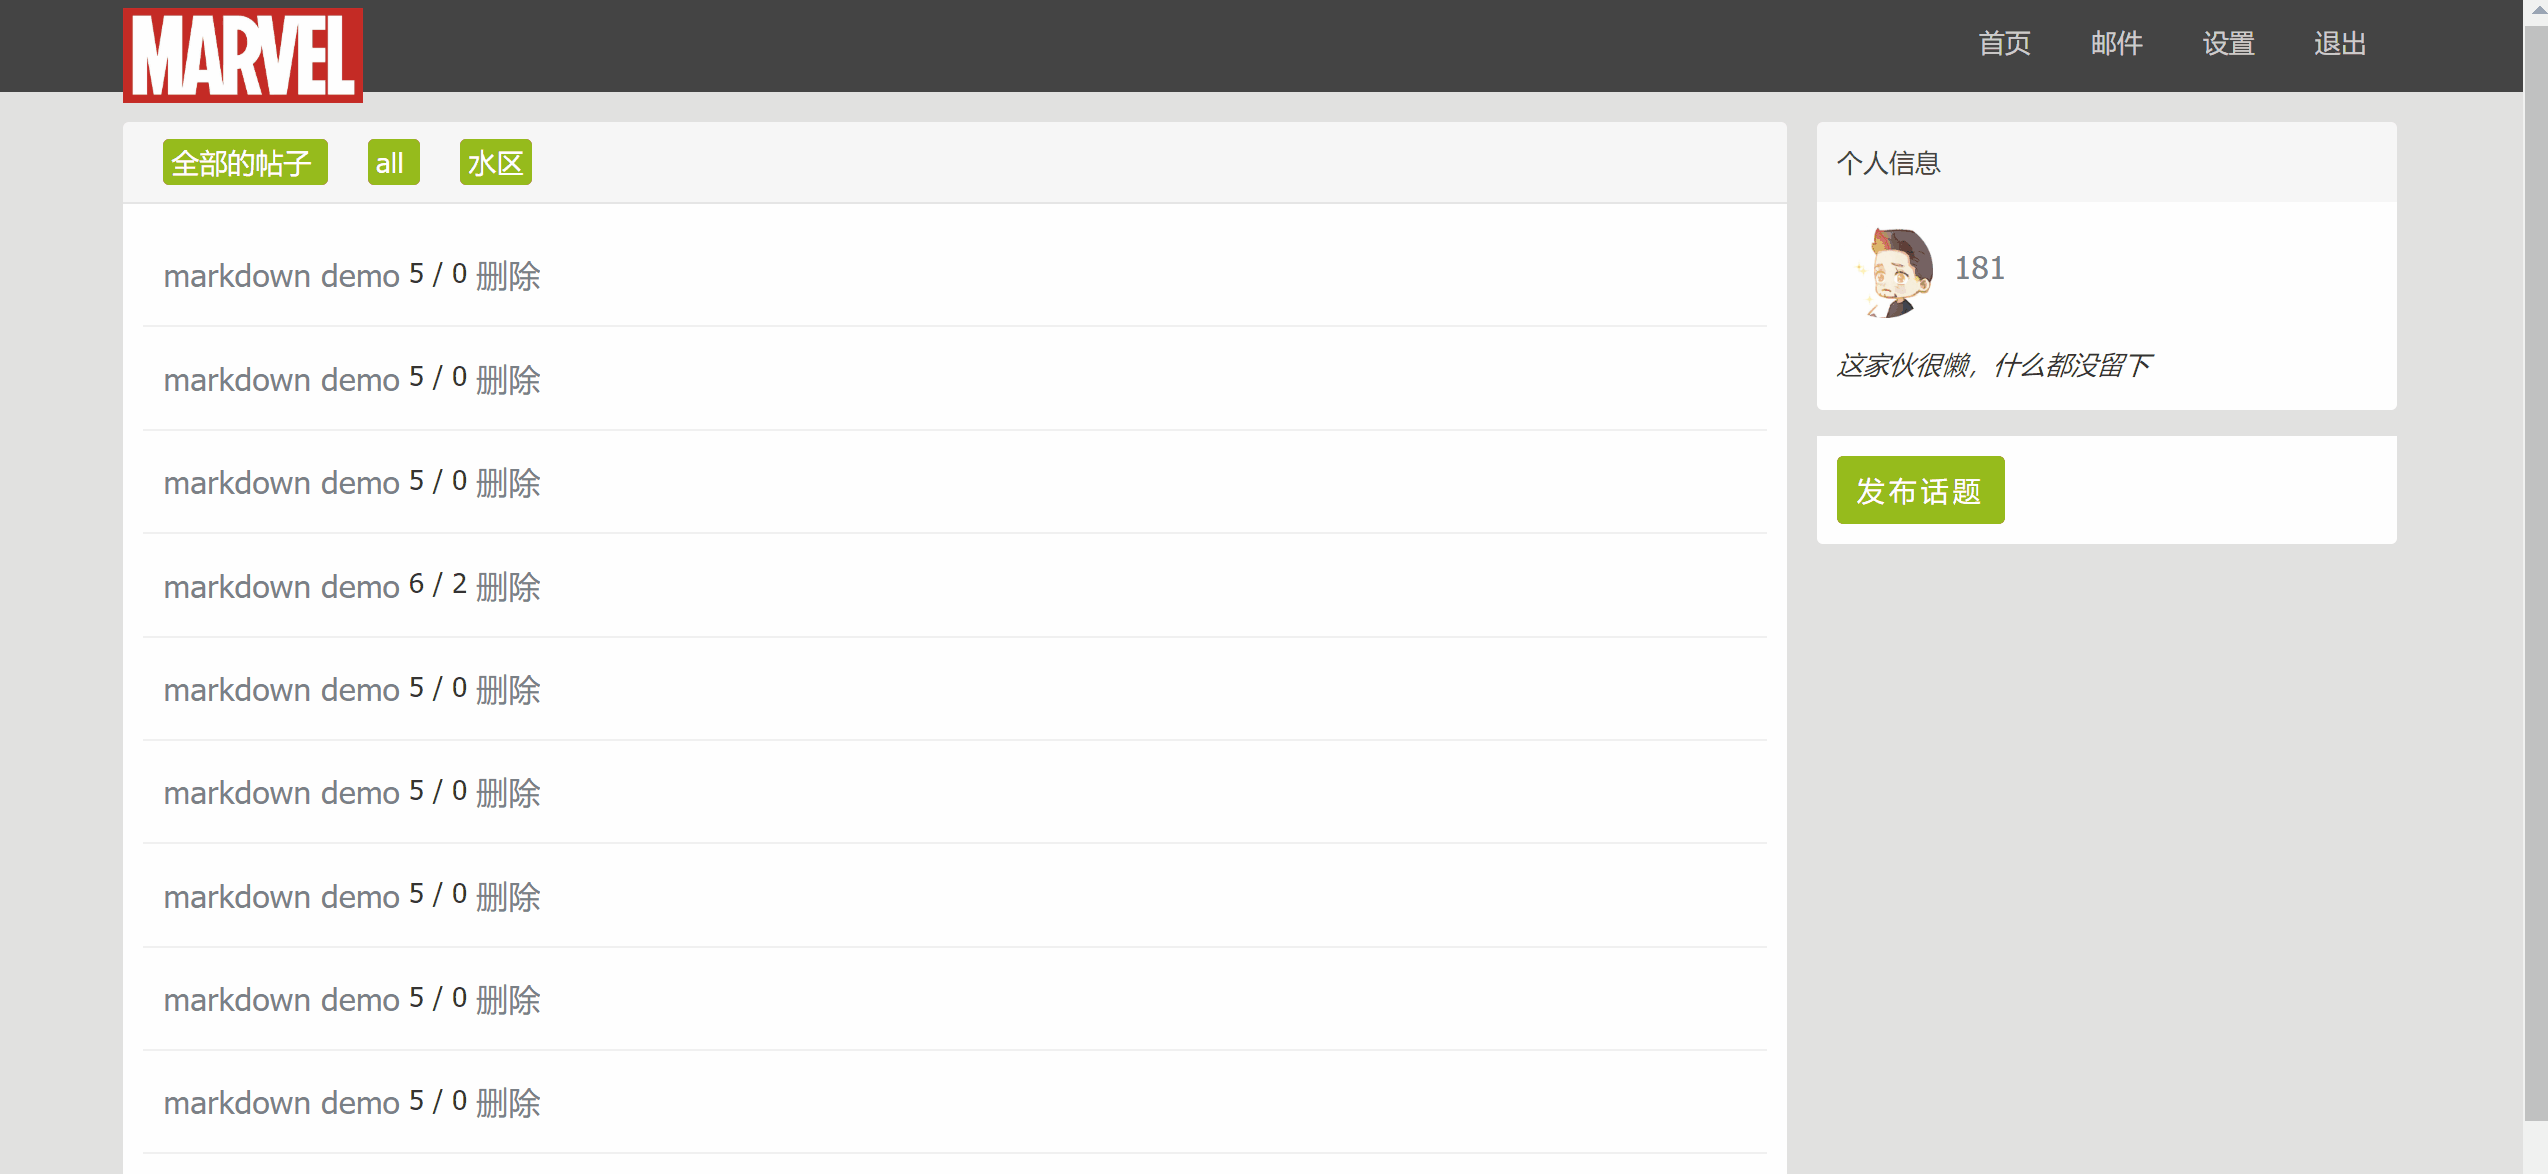 MARVEL
首页 邮件 设置 退出
全部的帖子 all 水区
markdown demo 5 / 0 删除
markdown demo 5 / 0 删除
markdown demo 5 / 0 删除
markdown demo 6 / 2 删除
markdown demo 5 / 0 删除
markdown demo 5 / 0 删除
markdown demo 5 / 0 删除
markdown demo 5 / 0 删除
markdown demo 5 / 0 删除
个人信息
181
这家伙很懒，什么都没留下
发布话题